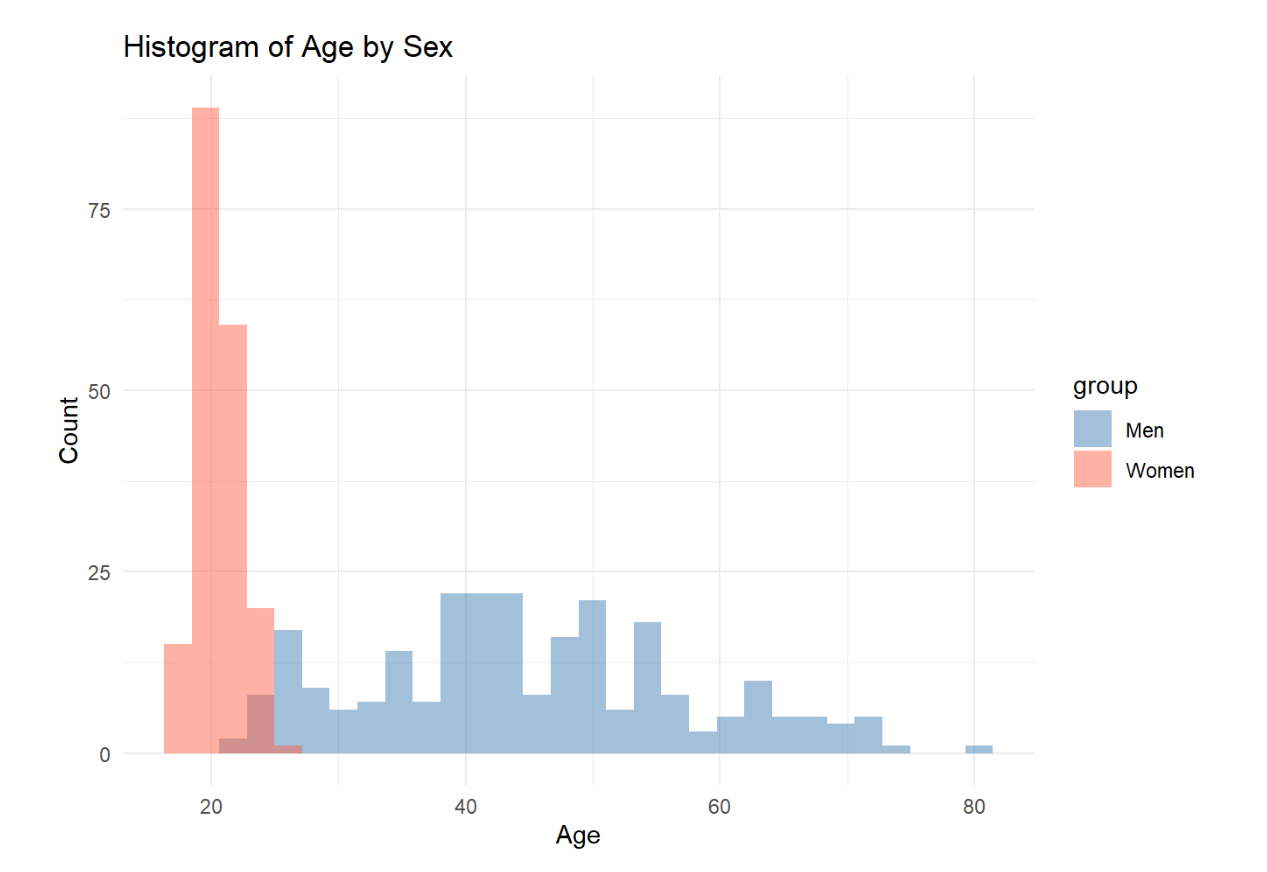 Histogram of Age by Sex
75
50
25
0
Count
20 40 60 80
Age
group
Men
Women